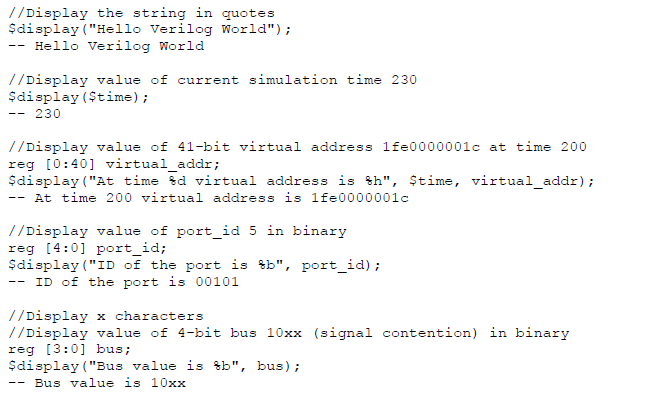 //Display the string in quotes
$display("Hello Verilog World");
-- Hello Verilog World
//Display value of current simulation time 230
$display($time);
-- 230
//Display value of 41-bit virtual address 1fe0000001c at time 200
reg [0:40] virtual_addr;
$display("At time %d virtual address is %h", $time, virtual_addr);
-- At time 200 virtual address is 1fe0000001c
//Display value of port_id 5 in binary
reg [4:0] port_id;
$display("ID of the port is %b", port_id);
-- ID of the port is 00101
//Display x characters
//Display value of 4-bit bus 10xx (signal contention) in binary
reg [3:0] bus;
$display("Bus value is %b", bus);
-- Bus value is 10xx